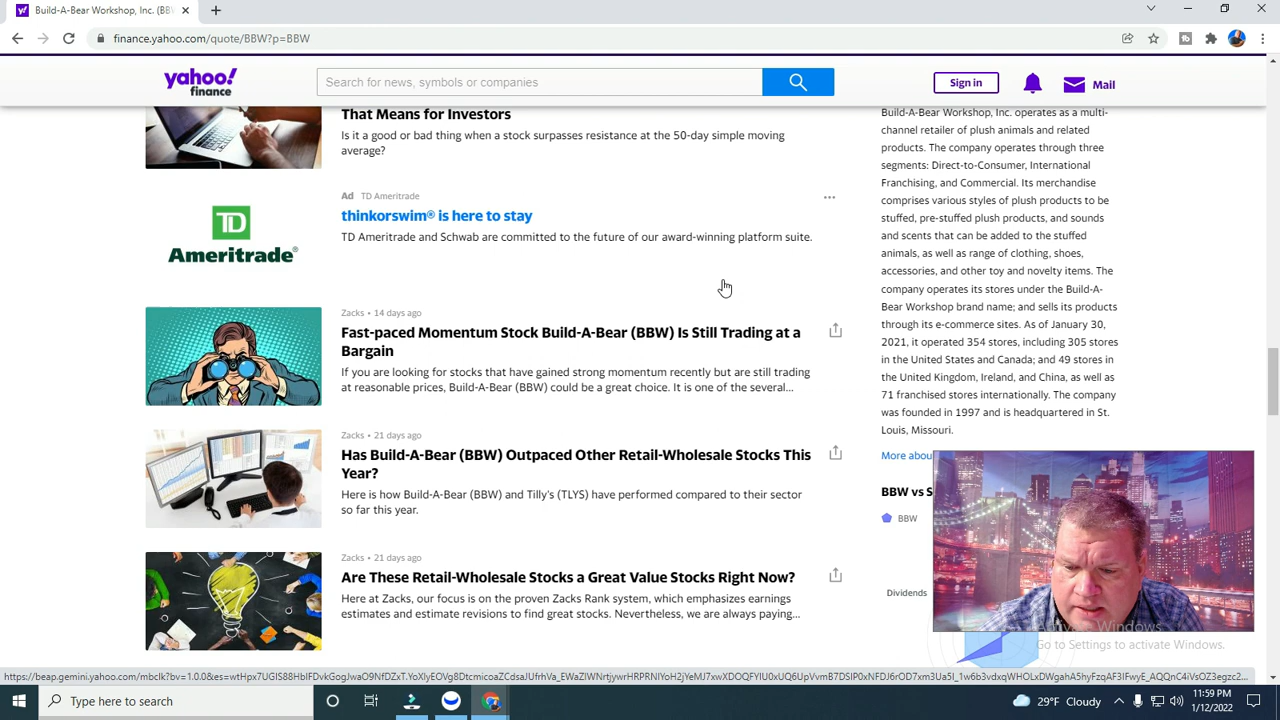 Build-A-Bear Workshop, Inc. (BBW
finance.yahoo.com/quote/BBW?p=BBW
yahoo!
finance
Search for news, symbols or companies
Sign in
Mail
That Means for Investors
Is it a good or bad thing when a stock surpasses resistance at the 50-day simple moving
average?
Ad TD Ameritrade
thinkorswim® is here to stay
TD Ameritrade and Schwab are committed to the future of our award-winning platform suite.
TD
Ameritrade®
Zacks • 14 days ago
Fast-paced Momentum Stock Build-A-Bear (BBW) Is Still Trading at a
Bargain
If you are looking for stocks that have gained strong momentum recently but are still trading
at reasonable prices, Build-A-Bear (BBW) could be a great choice. It is one of the several...
Zacks • 21 days ago
Has Build-A-Bear (BBW) Outpaced Other Retail-Wholesale Stocks This
Year?
Here is how Build-A-Bear (BBW) and Tilly's (TLYS) have performed compared to their sector
so far this year.
Zacks • 21 days ago
Are These Retail-Wholesale Stocks a Great Value Stocks Right Now?
Here at Zacks, our focus is on the proven Zacks Rank system, which emphasizes earnings
estimates and estimate revisions to find great stocks. Nevertheless, we are always paying...
Build-A-Bear Workshop, Inc. operates as a multi-
channel retailer of plush animals and related
products. The company operates through three
segments: Direct-to-Consumer, International
Franchising, and Commercial. Its merchandise
comprises various styles of plush products to be
stuffed, pre-stuffed plush products, and sounds
and scents that can be added to the stuffed
animals, as well as range of clothing, shoes,
accessories, and other toy and novelty items. The
company operates its stores under the Build-A-
Bear Workshop brand name; and sells its products
through its e-commerce sites. As of January 30,
2021, it operated 354 stores, including 305 stores
in the United States and Canada; and 49 stores in
the United Kingdom, Ireland, and China, as well as
71 franchised stores internationally. The company
was founded in 1997 and is headquartered in St.
Louis, Missouri.
More abou
BBW vs S
BBW
Dividends
Activate Windows
Go to Settings to activate Windows.
Type here to search
29°F Cloudy
11:59 PM
1/12/2022